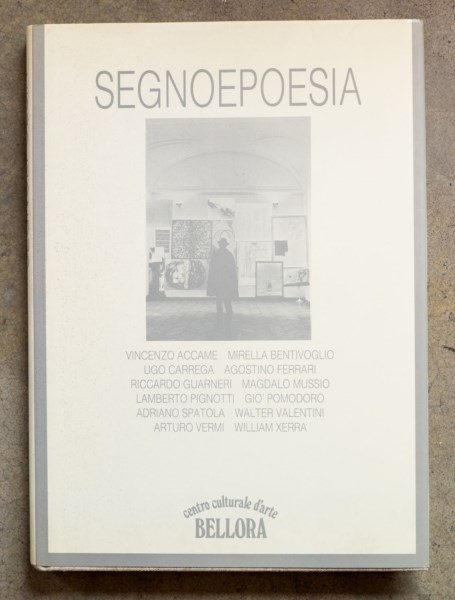 SEGNOEPOESIA
VINCENZO ACCAME MIRELLA BENTIVOGLIO
UGO CARREGA AGOSTINO FERRARI
RICCARDO GUARNERI MAGDALO MUSSIO
LAMBERTO PIGNOTTI GIO' POMODORO
ADRIANO SPATOLA WALTER VALENTINI
ARTURO VERMI WILLIAM XERRA
centro culturale d'arte
BELLORA